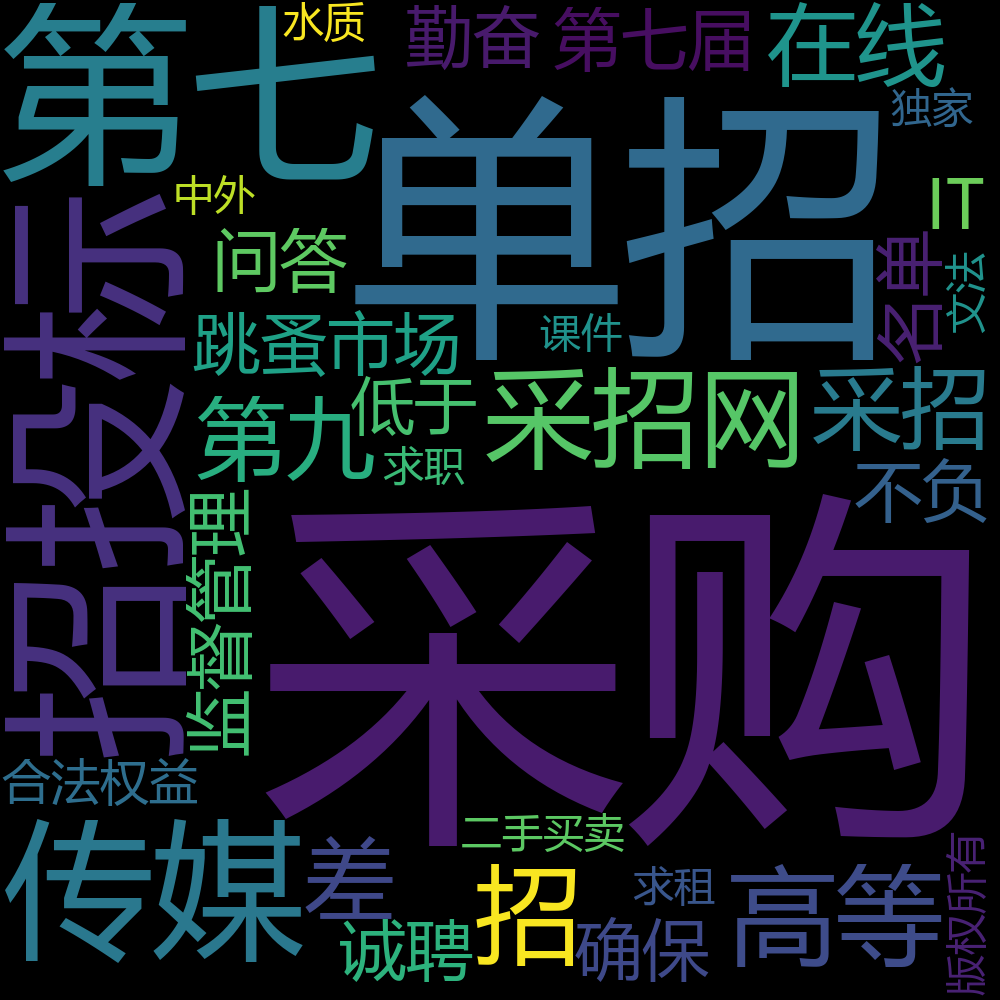 第七
水质
勤奋
第七届
在线
独家
单招
中外
IT
问答
名单
文法
招投标
跳蚤市场
课件
第九
低于
采招网
采招
求职
不负
监督管理
采购
合法权益
传媒
差
二手买卖
招
求租
高等
版权所有
诚聘
确保